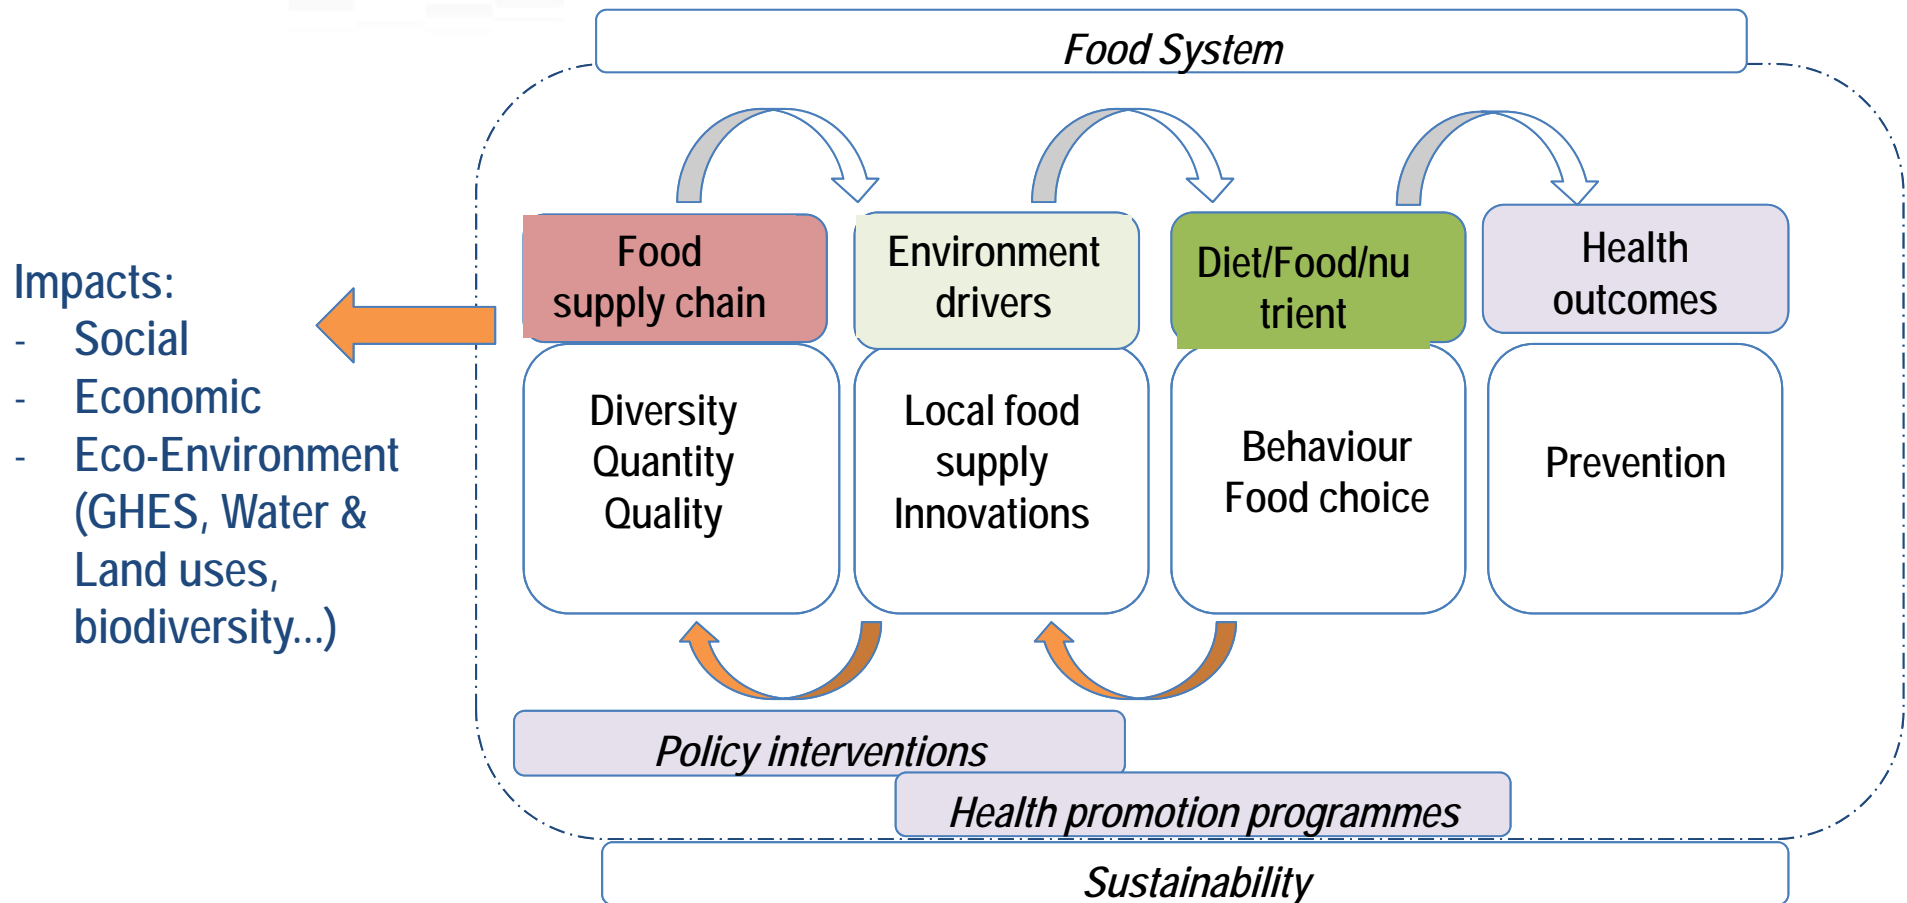 Food System
Food
supply chain
Environment
drivers
Diet/Food/nu
trient
Health
outcomes
Impacts:
- Social
- Economic
- Eco-Environment
(GHES, Water &
Land uses,
biodiversity...)
Diversity
Quantity
Quality
Local food
supply
Innovations
Behaviour
Food choice
Prevention
Policy interventions
Health promotion programmes
Sustainability